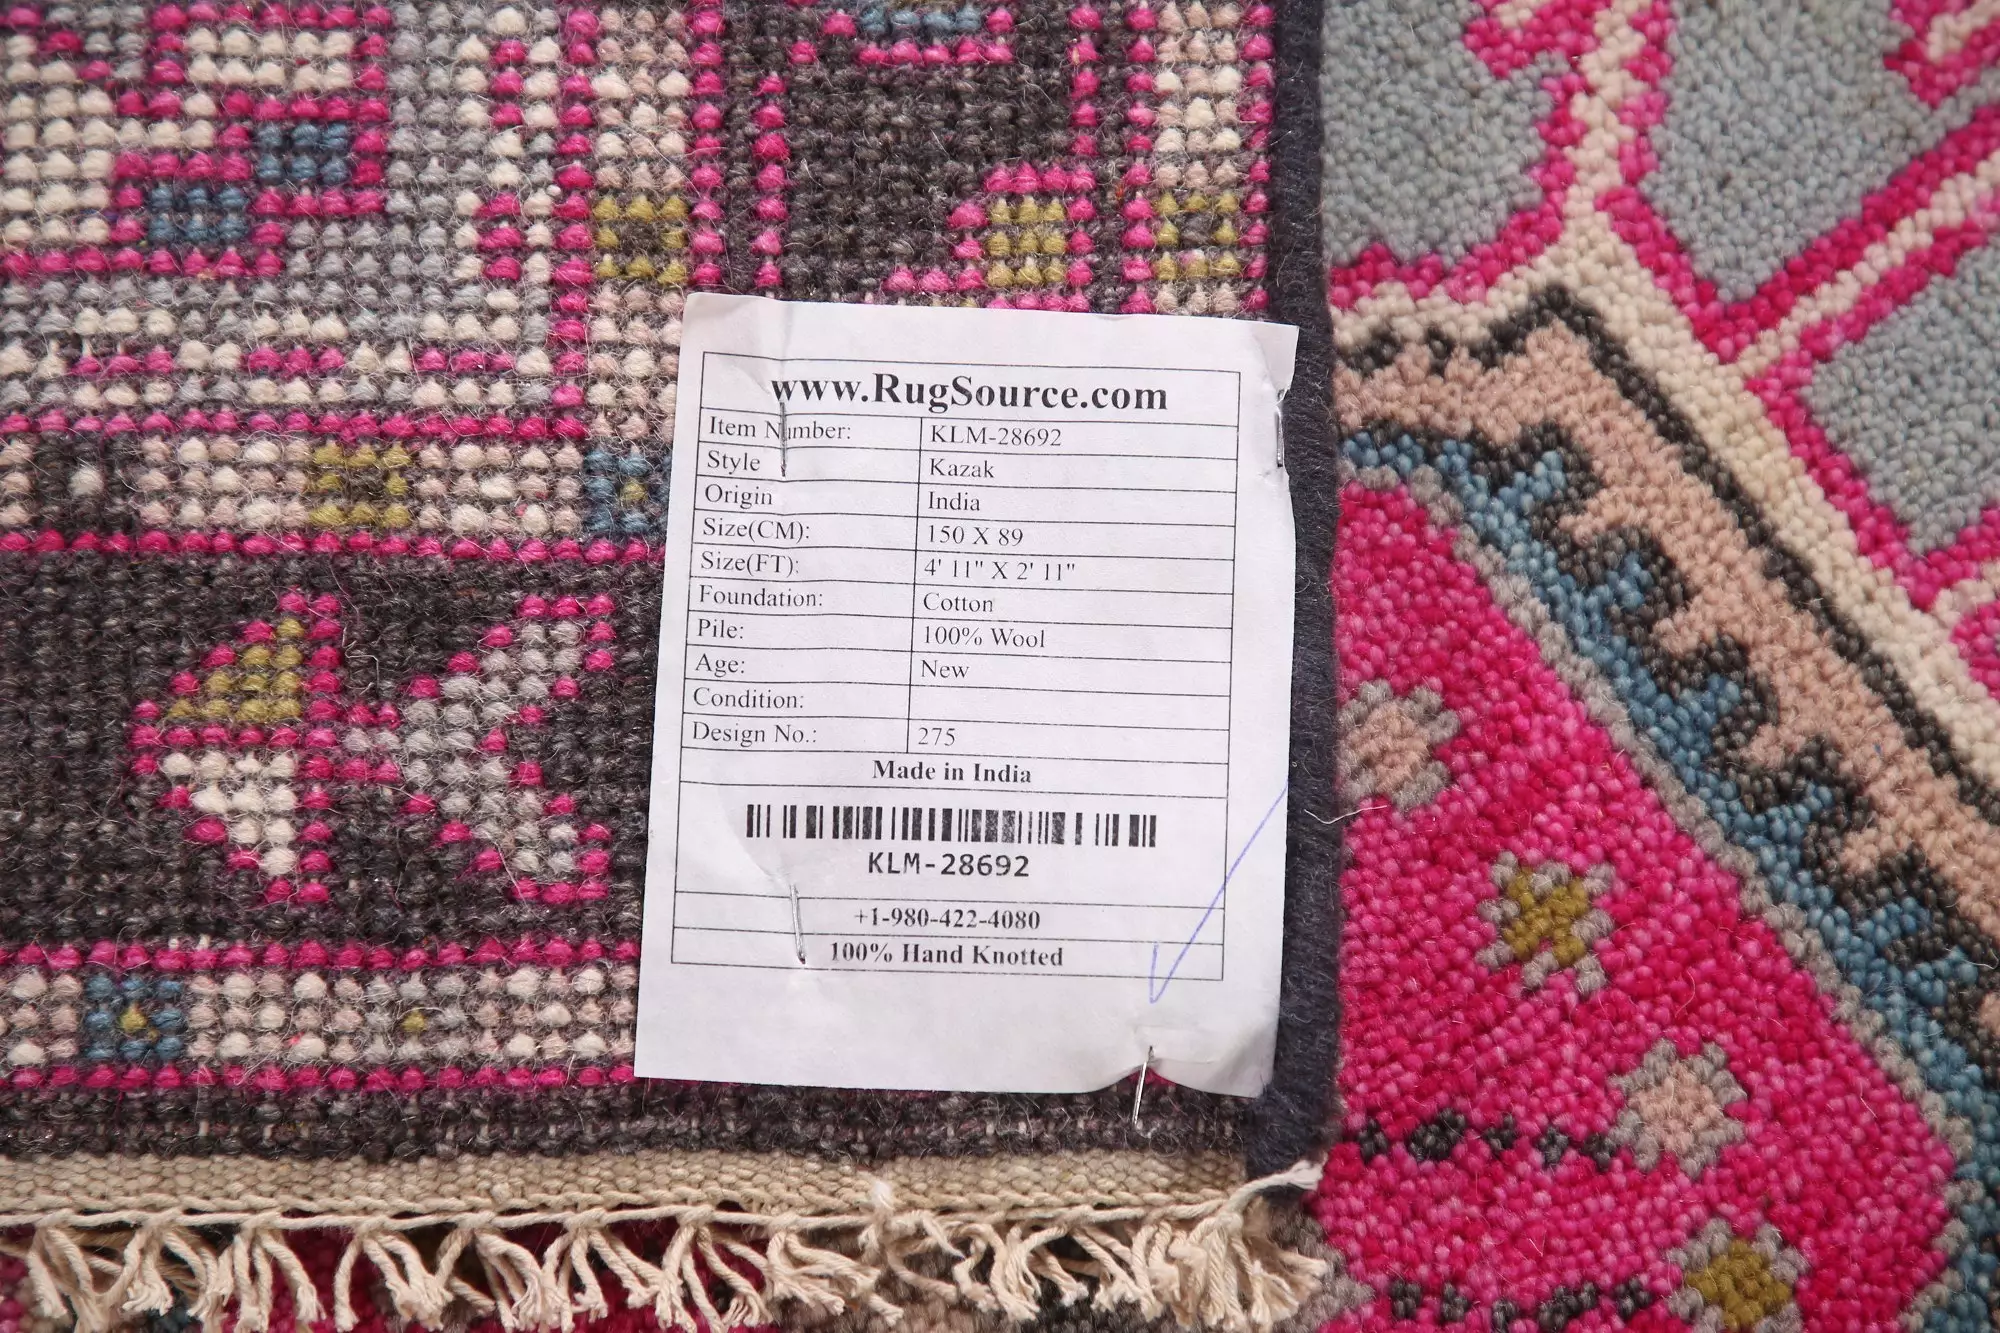 www.RugSource.com
Item Number: KLM-28692
Style Kazak
Origin India
Size(CM): 150 X 89
Size(FT): 4' 11" X 2' 11"
Foundation: Cotton
Pile: 100% Wool
Age: New
Condition:
Design No.: 275
Made in India
KLM-28692
+1-980-422-4080
100% Hand Knotted